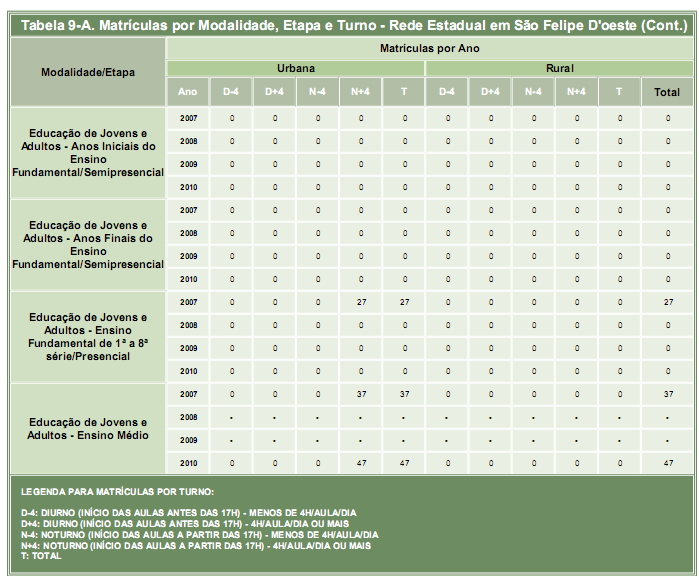 Tabela 9-A. Matrículas por Modalidade, Etapa e Turno - Rede Estadual em São Felipe D'oeste (Cont.)
Modalidade/Etapa
Matrículas por Ano
Urbana Rural
Ano D-4 D+4 N-4 N+4 T D-4 D+4 N-4 N+4 T Total
Educação de Jovens e
Adultos - Anos Iniciais do
Ensino
Fundamental/Semipresencial
2007 0 0 0 0 0 0 0 0 0 0 0
2008 0 0 0 0 0 0 0 0 0 0 0
2009 0 0 0 0 0 0 0 0 0 0 0
2010 0 0 0 0 0 0 0 0 0 0 0
Educação de Jovens e
Adultos - Anos Finais do
Ensino
Fundamental/Semipresencial
2007 0 0 0 0 0 0 0 0 0 0 0
2008 0 0 0 0 0 0 0 0 0 0 0
2009 0 0 0 0 0 0 0 0 0 0 0
2010 0 0 0 0 0 0 0 0 0 0 0
Educação de Jovens e
Adultos - Ensino
Fundamental de 1ª a 8ª
série/Presencial
2007 0 0 0 27 27 0 0 0 0 0 27
2008 0 0 0 0 0 0 0 0 0 0 0
2009 0 0 0 0 0 0 0 0 0 0 0
2010 0 0 0 0 0 0 0 0 0 0 0
Educação de Jovens e
Adultos - Ensino Médio
2007 0 0 0 37 37 0 0 0 0 0 37
2008 . . . . . . . . . . .
2009 . . . . . . . . . . .
2010 0 0 0 47 47 0 0 0 0 0 47
LEGENDA PARA MATRÍCULAS POR TURNO:
D-4: DIURNO (INÍCIO DAS AULAS ANTES DAS 17H) - MENOS DE 4H/AULA/DIA
D+4: DIURNO (INÍCIO DAS AULAS ANTES DAS 17H) - 4H/AULA/DIA OU MAIS
N-4: NOTURNO (INÍCIO DAS AULAS A PARTIR DAS 17H) - MENOS DE 4H/AULA/DIA
N+4: NOTURNO (INÍCIO DAS AULAS A PARTIR DAS 17H) - 4H/AULA/DIA OU MAIS
T: TOTAL